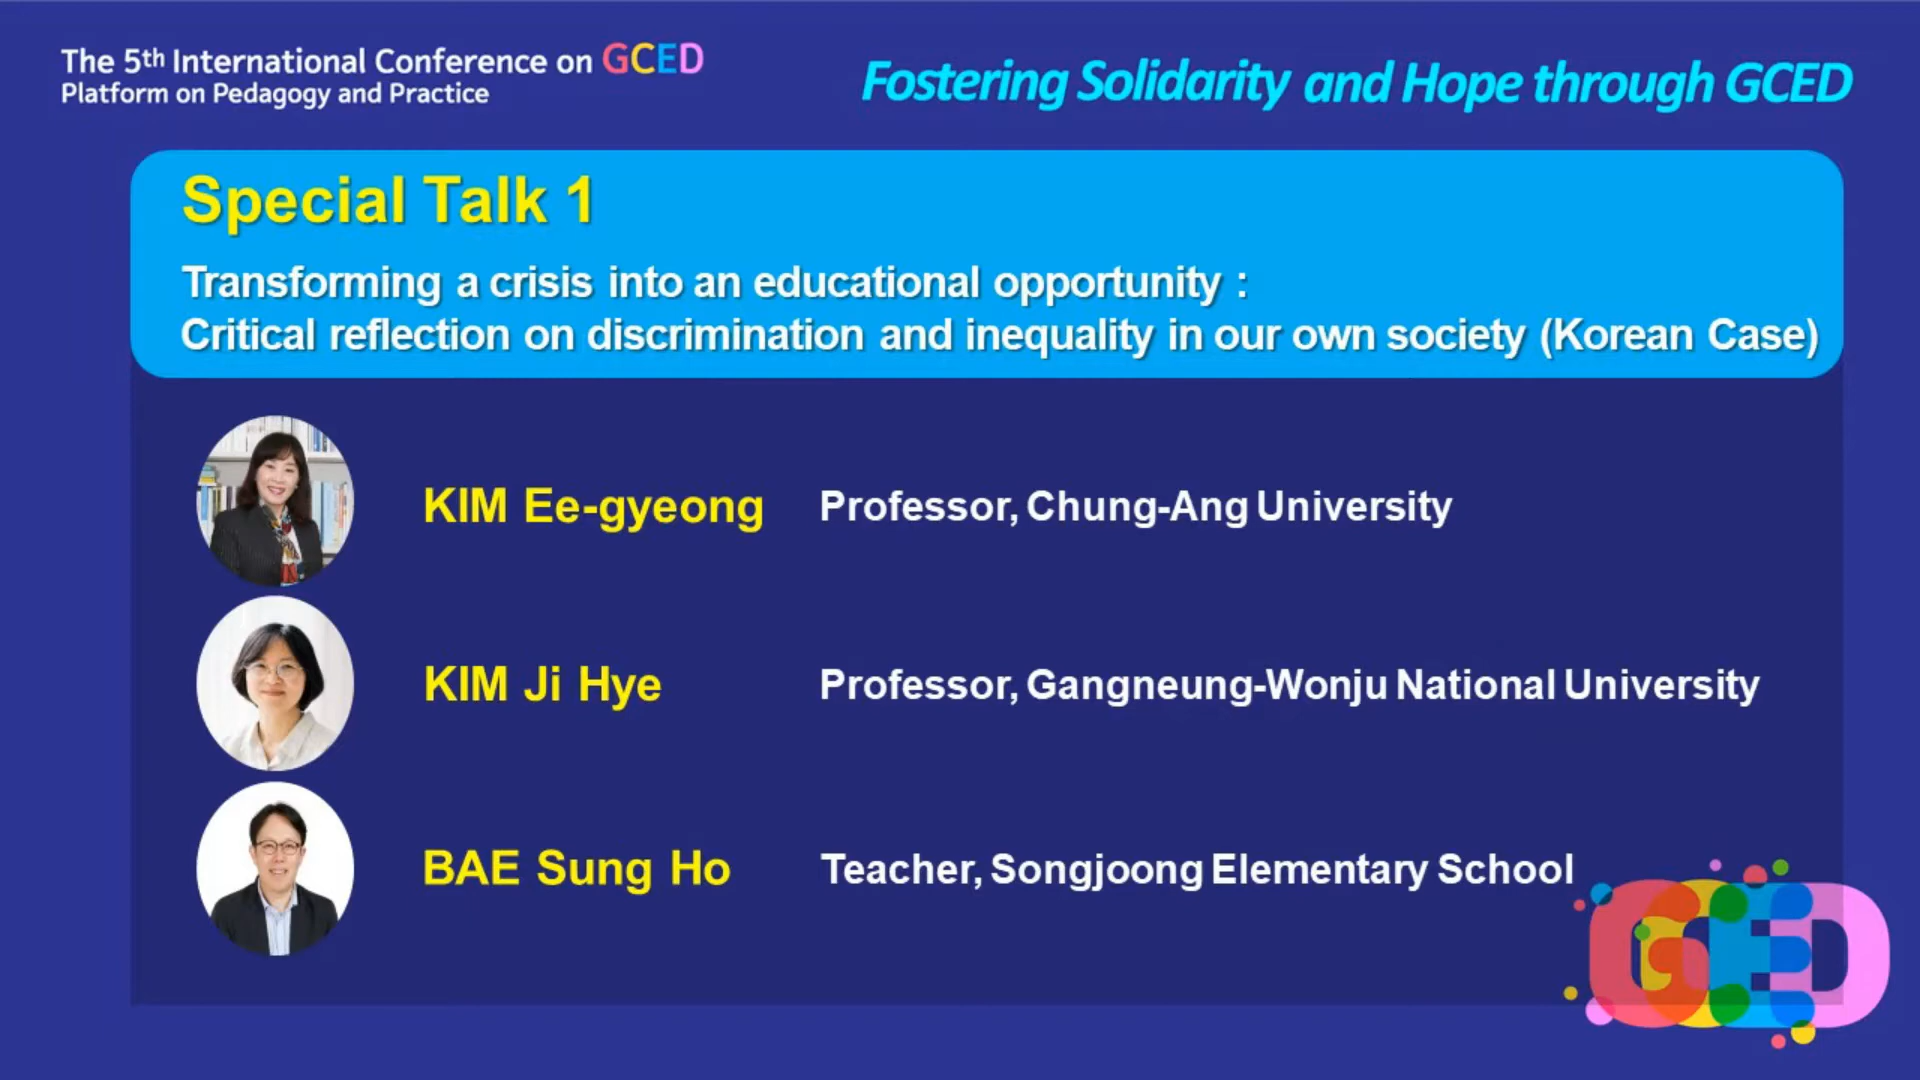 The 5th International Conference on GCED
Platform on Pedagogy and Practice
Fostering Solidarity and Hope through GCED
Special Talk 1
Transforming a crisis into an educational opportunity :
Critical reflection on discrimination and inequality in our own society (Korean Case)
KIM Ee-gyeong Professor, Chung-Ang University
KIM Ji Hye Professor, Gangneung-Wonju National University
BAE Sung Ho Teacher, Songjoong Elementary School
GCED